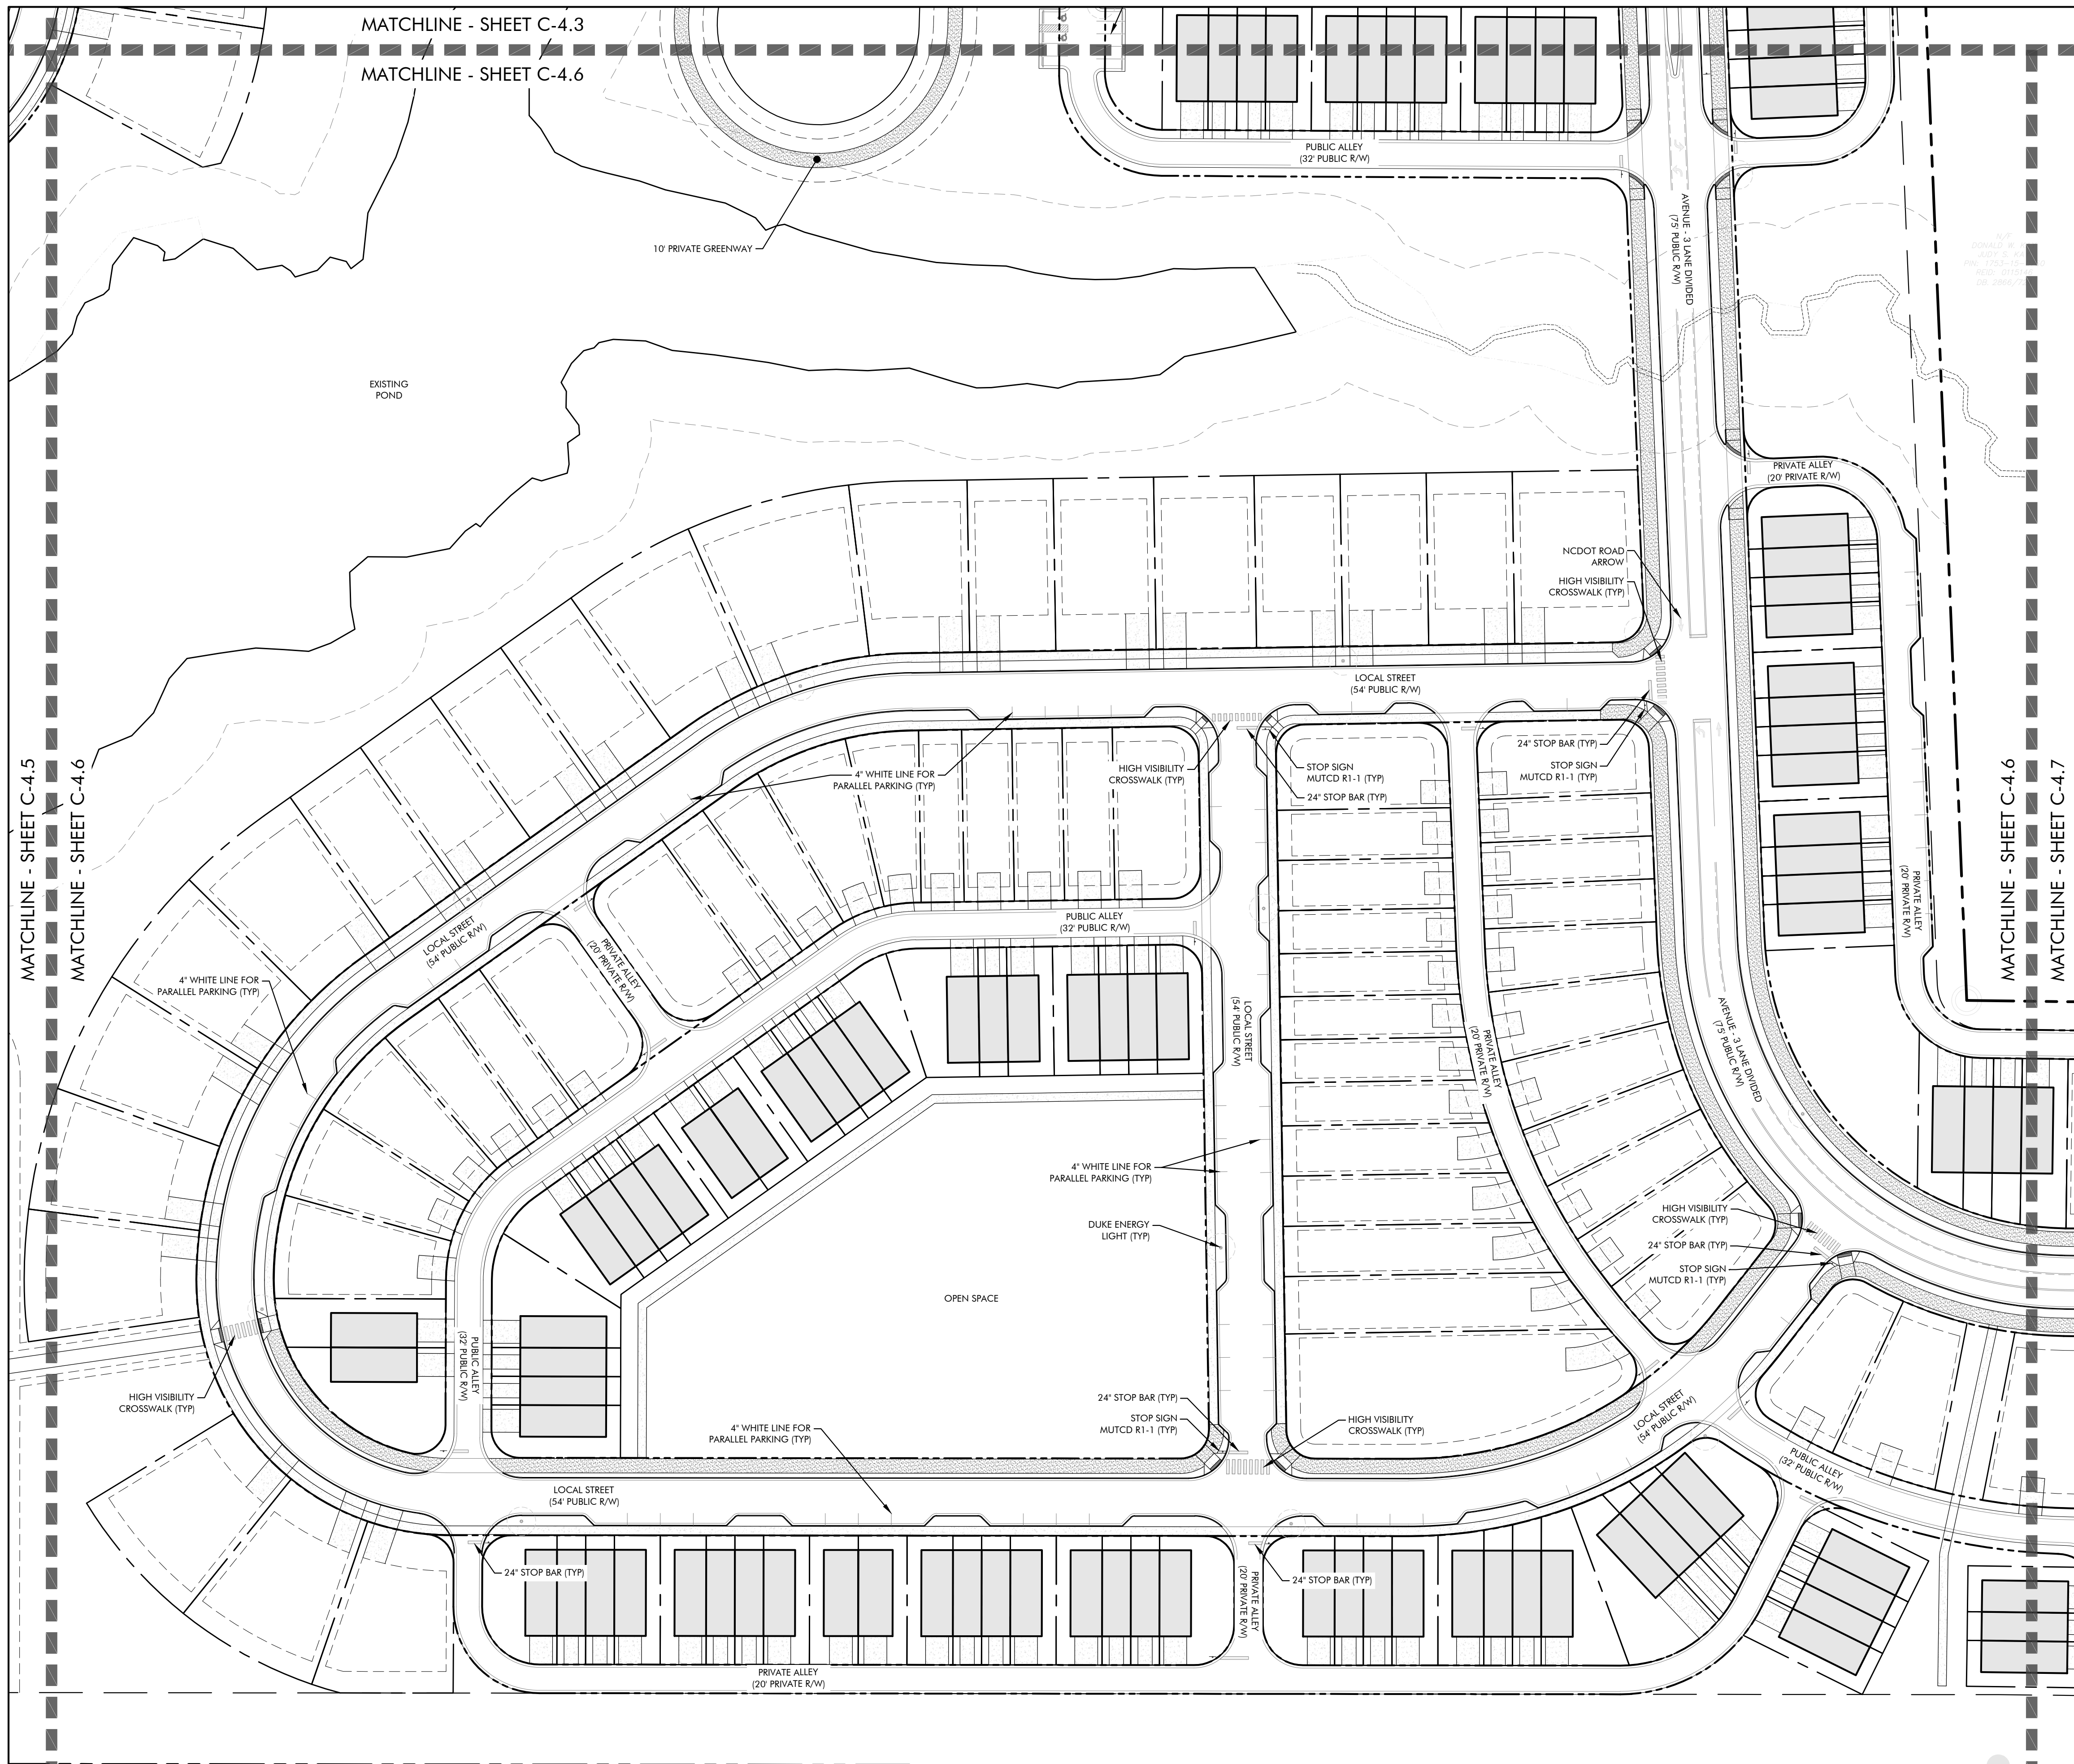 MATCHLINE - SHEET C-4.3
MATCHLINE - SHEET C-4.6
PUBLIC ALLEY
(32' PUBLIC R/W)
10' PRIVATE GREENWAY
AVENUE - 3 LANE DIVIDED
(75' PUBLIC R/W)
N/F
EXISTING
POND
PRIVATE ALLEY
(20' PRIVATE R/W)
NCDOT ROAD
ARROW
HIGH VISIBILITY
CROSSWALK (TYP)
LOCAL STREET
(54' PUBLIC R/W)
24" STOP BAR (TYP)
STOP SIGN
MUTCD R1-1 (TYP)
HIGH VISIBILITY
CROSSWALK (TYP)
STOP SIGN
MUTCD R1-1 (TYP)
24" STOP BAR (TYP)
4" WHITE LINE FOR
PARALLEL PARKING (TYP)
MATCHLINE - SHEET C-4.5
MATCHLINE - SHEET C-4.6
MATCHLINE - SHEET C-4.6
MATCHLINE - SHEET C-4.7
PRIVATE ALLEY
(20' PRIVATE R/W)
PUBLIC ALLEY
(32' PUBLIC R/W)
LOCAL STREET
(54' PUBLIC R/W)
PRIVATE ALLEY
(20' PRIVATE R/W)
4" WHITE LINE FOR
PARALLEL PARKING (TYP)
LOCAL STREET
(54' PUBLIC R/W)
PRIVATE ALLEY
(20' PRIVATE R/W)
AVENUE - 3 LANE DIVIDED
(75' PUBLIC R/W)
4" WHITE LINE FOR
PARALLEL PARKING (TYP)
DUKE ENERGY
LIGHT (TYP)
HIGH VISIBILITY
CROSSWALK (TYP)
24" STOP BAR (TYP)
STOP SIGN
MUTCD R1-1 (TYP)
OPEN SPACE
PUBLIC ALLEY
(32' PUBLIC R/W)
HIGH VISIBILITY
CROSSWALK (TYP)
24" STOP BAR (TYP)
STOP SIGN
MUTCD R1-1 (TYP)
HIGH VISIBILITY
CROSSWALK (TYP)
4" WHITE LINE FOR
PARALLEL PARKING (TYP)
LOCAL STREET
(54' PUBLIC R/W)
PUBLIC ALLEY
(32' PUBLIC R/W)
LOCAL STREET
(54' PUBLIC R/W)
24" STOP BAR (TYP)
24" STOP BAR (TYP)
PRIVATE ALLEY
(20' PRIVATE R/W)
PRIVATE ALLEY
(20' PRIVATE R/W)